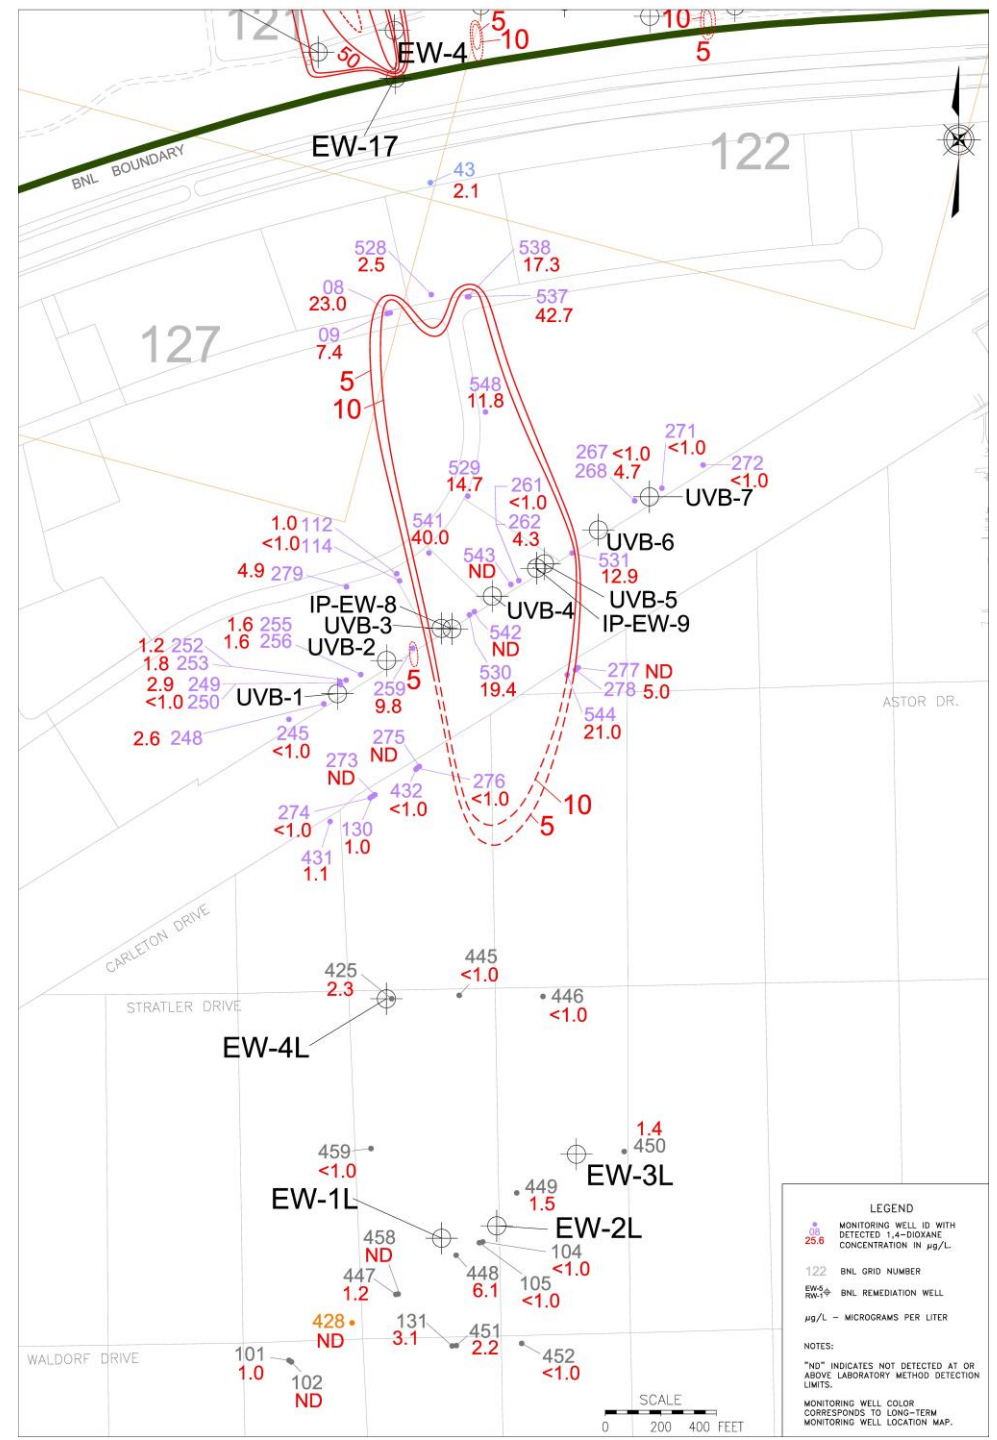 121
5
10
10
5
50
EW-4
EW-17
BNL BOUNDARY
122
43
2.1
528
2.5
538
17.3
08
23.0
537
42.7
09
7.4
127
5
10
548
11.8
271
<1.0
267 <1.0
268 4.7
272
<1.0
529
14.7
261
<1.0
UVB-7
262
4.3
541
40.0
1.0 112
<1.0 114
UVB-6
543
ND
531
12.9
4.9 279
UVB-5
IP-EW-8
UVB-4
UVB-3
IP-EW-9
1.6 255
1.6 256
542
ND
UVB-2
1.2 252
1.8 253
5
530
19.4
277 ND
278 5.0
2.9 249
<1.0 250
UVB-1
259
9.8
ASTOR DR.
544
21.0
2.6 248
245
<1.0
275
ND
273
ND
276
<1.0
432
<1.0
10
5
274
<1.0
130
1.0
431
1.1
CARLETON DRIVE
445
<1.0
425
2.3
446
<1.0
STRATLER DRIVE
EW-4L
1.4
450
459
<1.0
EW-3L
449
1.5
EW-1L
EW-2L
458
ND
104
<1.0
448
6.1
105
<1.0
447
1.2
428
ND
131
3.1
451
2.2
452
<1.0
WALDORF DRIVE
101
1.0
102
ND
SCALE
0 200 400 FEET
LEGEND
08
25.6
MONITORING WELL ID WITH
DETECTED 1,4-DIOXANE
CONCENTRATION IN µg/L.
122 BNL GRID NUMBER
EW-5
RW-1
BNL REMEDIATION WELL
µg/L - MICROGRAMS PER LITER
NOTES:
"ND" INDICATES NOT DETECTED AT OR
ABOVE LABORATORY METHOD DETECTION
LIMITS.
MONITORING WELL COLOR
CORRESPONDS TO LONG-TERM
MONITORING WELL LOCATION MAP.